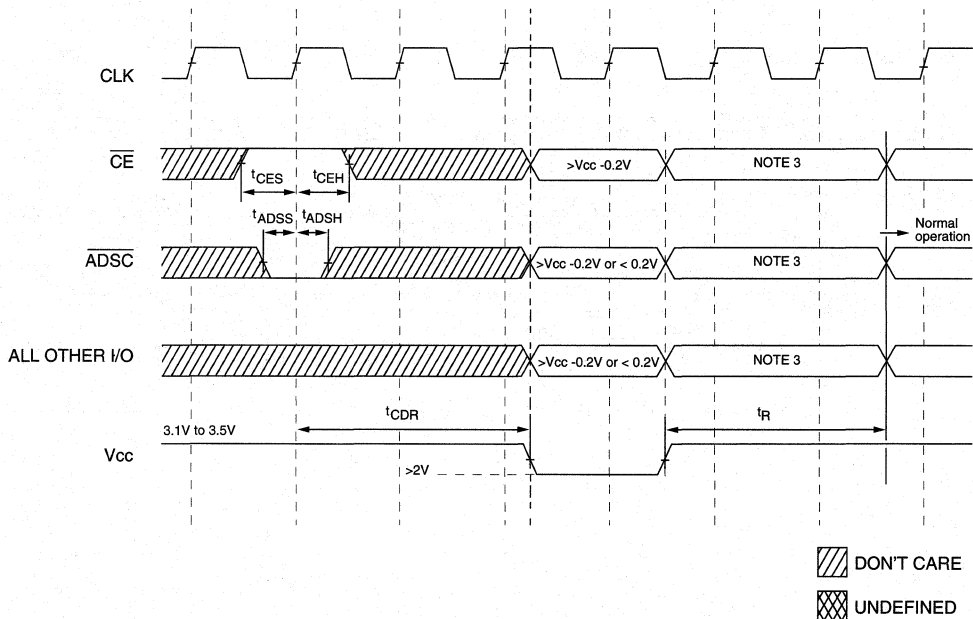 CLK
CE
>Vcc -0.2V
NOTE 3
tCES
tCEH
tADSS
tADSH
Normal
operation
ADSC
>Vcc -0.2V or < 0.2V
NOTE 3
ALL OTHER I/O
>Vcc -0.2V or < 0.2V
NOTE 3
tCDR
tR
3.1V to 3.5V
Vcc
>2V
DON'T CARE
UNDEFINED